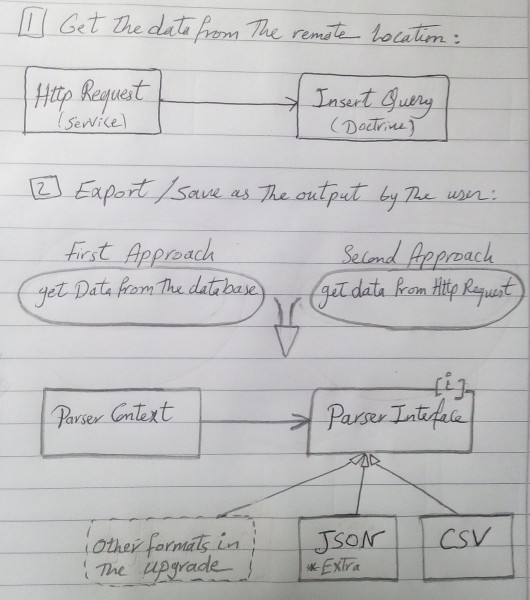 1 Get the data from The remote location:
Http Request
(Service)
Insert Query
(Doctrine)
2 Export/Save as The output by The user:
First Approach
Second Approach
get Data from The database
get data from Http Request
[i]
Parser Context
Parser Interface
Other formats in
The upgrade
JSON
*Extra
CSV